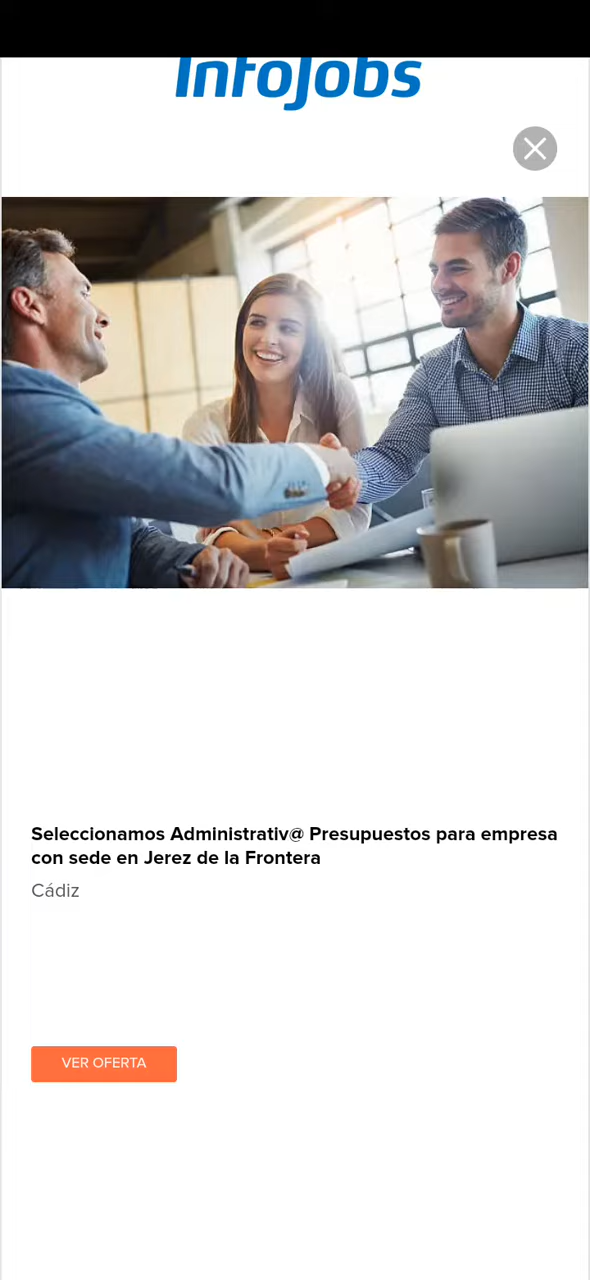 InfoJobs
Seleccionamos Administrativ@ Presupuestos para empresa
con sede en Jerez de la Frontera
Cádiz
VER OFERTA